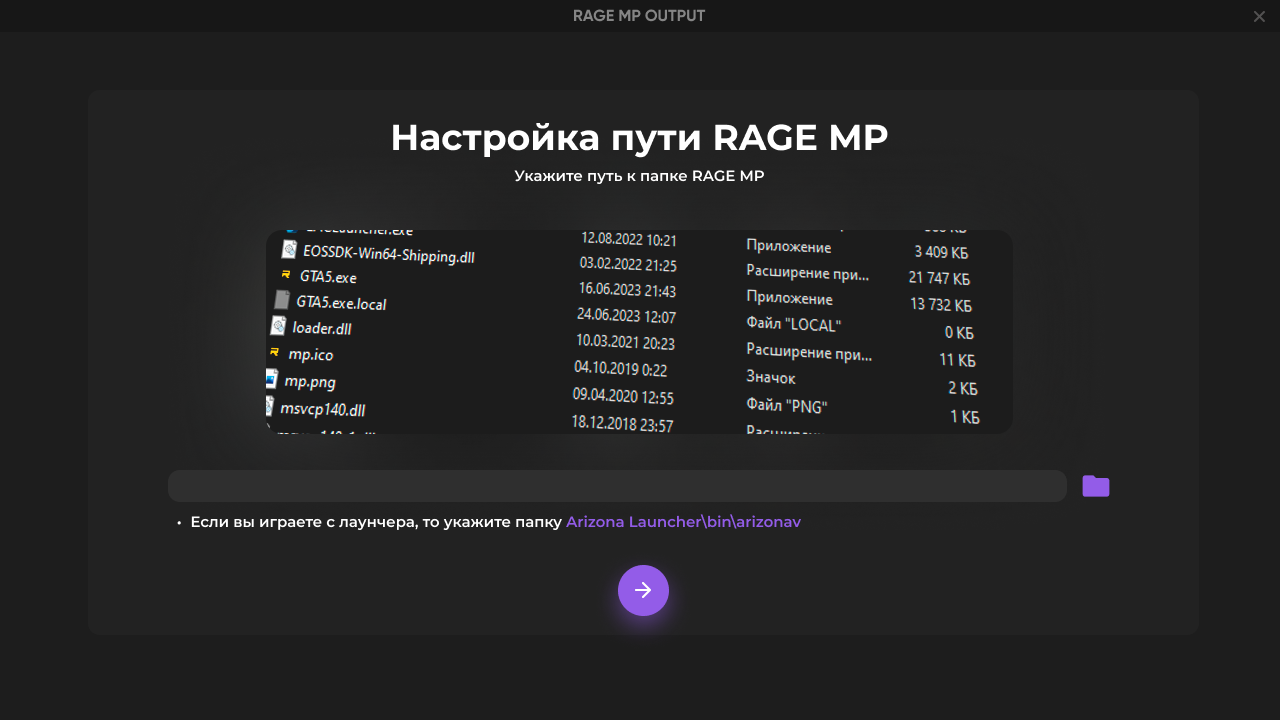 RAGE MP OUTPUT
Настройка пути RAGE MP
Укажите путь к папке RAGE MP
EOSSDK-Win64-Shipping.dll 12.08.2022 10:21 Приложение 3 409 КБ
GTA5.exe 03.02.2022 21:25 Расширение при... 21 747 КБ
GTA5.exe.local 16.06.2023 21:43 Приложение 13 732 КБ
loader.dll 24.06.2023 12:07 Файл "LOCAL" 0 КБ
mp.ico 10.03.2021 20:23 Расширение при... 11 КБ
mp.png 04.10.2019 0:22 Значок 2 КБ
msvcp140.dll 09.04.2020 12:55 Файл "PNG" 1 КБ
18.12.2018 23:57
• Если вы играете с лаунчера, то укажите папку Arizona Launcher\bin\arizonav